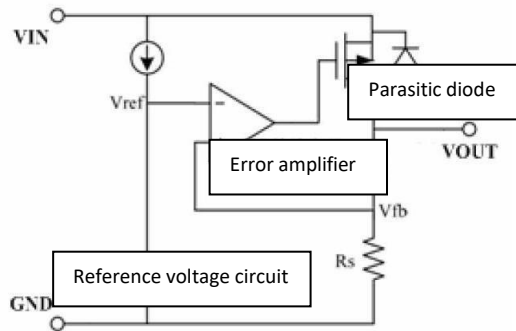 VIN
Vref
Parasitic diode
VOUT
Error amplifier
Vfb
Reference voltage circuit
Rs
GND